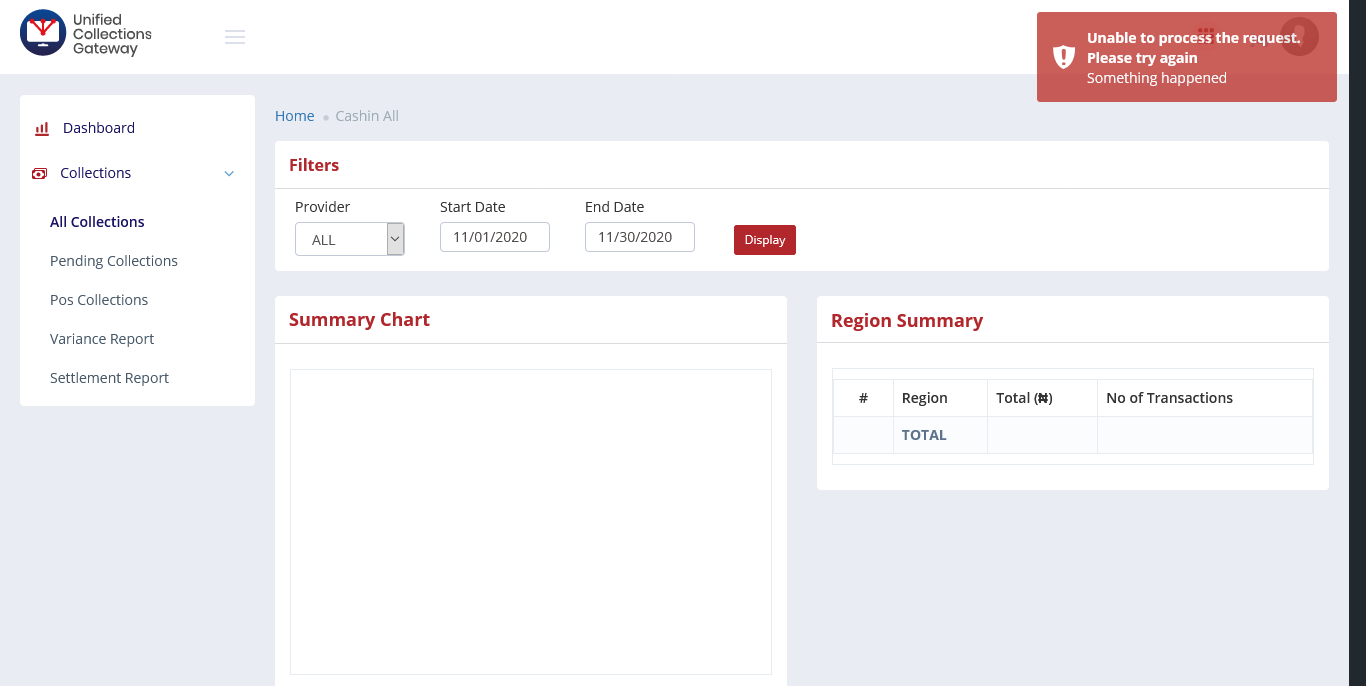 Unified
Collections
Gateway
Unable to process the request.
Please try again
Something happened
Dashboard
Collections
All Collections
Pending Collections
Pos Collections
Variance Report
Settlement Report
Home
Cashin All
Filters
Provider
Start Date
End Date
ALL
11/01/2020
11/30/2020
Display
Summary Chart
Region Summary
# Region Total (₦) No of Transactions
TOTAL